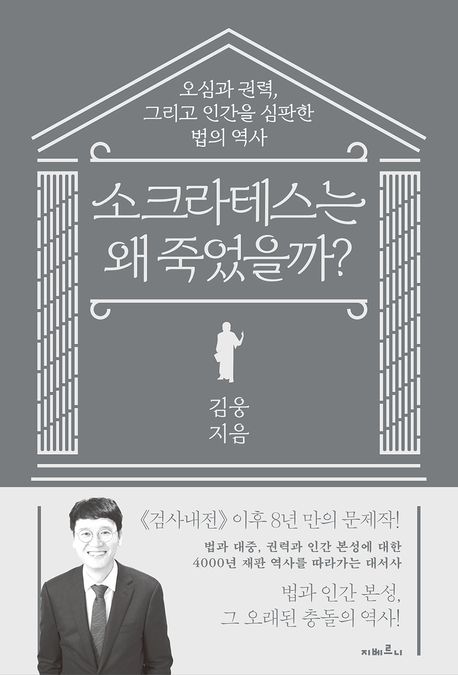 오심과 권력,
그리고 인간을 심판한
법의 역사
소크라테스는
왜 죽었을까?
김웅
지음
《검사내전》 이후 8년 만의 문제작!
법과 대중, 권력과 인간 본성에 대한
4000년 재판 역사를 따라가는 대서사
법과 인간 본성,
그 오래된 충돌의 역사!
지베르니